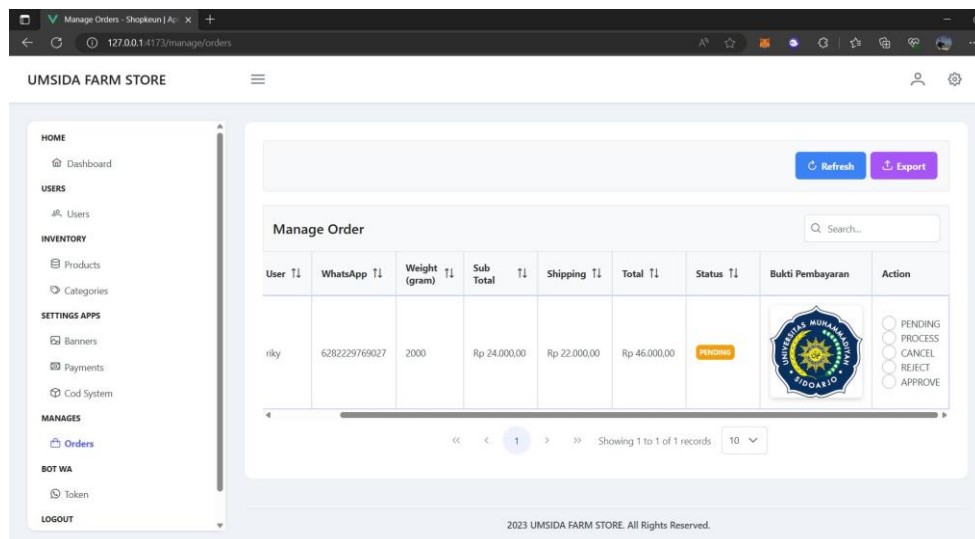 Manage Orders - Shopkeun | Ap
127.0.0.1:4173/manage/orders
UMSIDA FARM STORE
HOME
Dashboard
USERS
Users
INVENTORY
Products
Categories
SETTINGS APPS
Banners
Payments
Cod System
MANAGES
Orders
BOT WA
Token
LOGOUT
Refresh
Export
Manage Order
Search...
User
WhatsApp
Weight (gram)
Sub Total
Shipping
Total
Status
Bukti Pembayaran
Action
riky
6282229769027
2000
Rp 24.000,00
Rp 22.000,00
Rp 46.000,00
PENDING
UNIVERSITAS MUHAMMADIYAH
SIDOARJO
PENDING
PROCESS
CANCEL
REJECT
APPROVE
<< < 1 > >> Showing 1 to 1 of 1 records 10
2023 UMSIDA FARM STORE. All Rights Reserved.